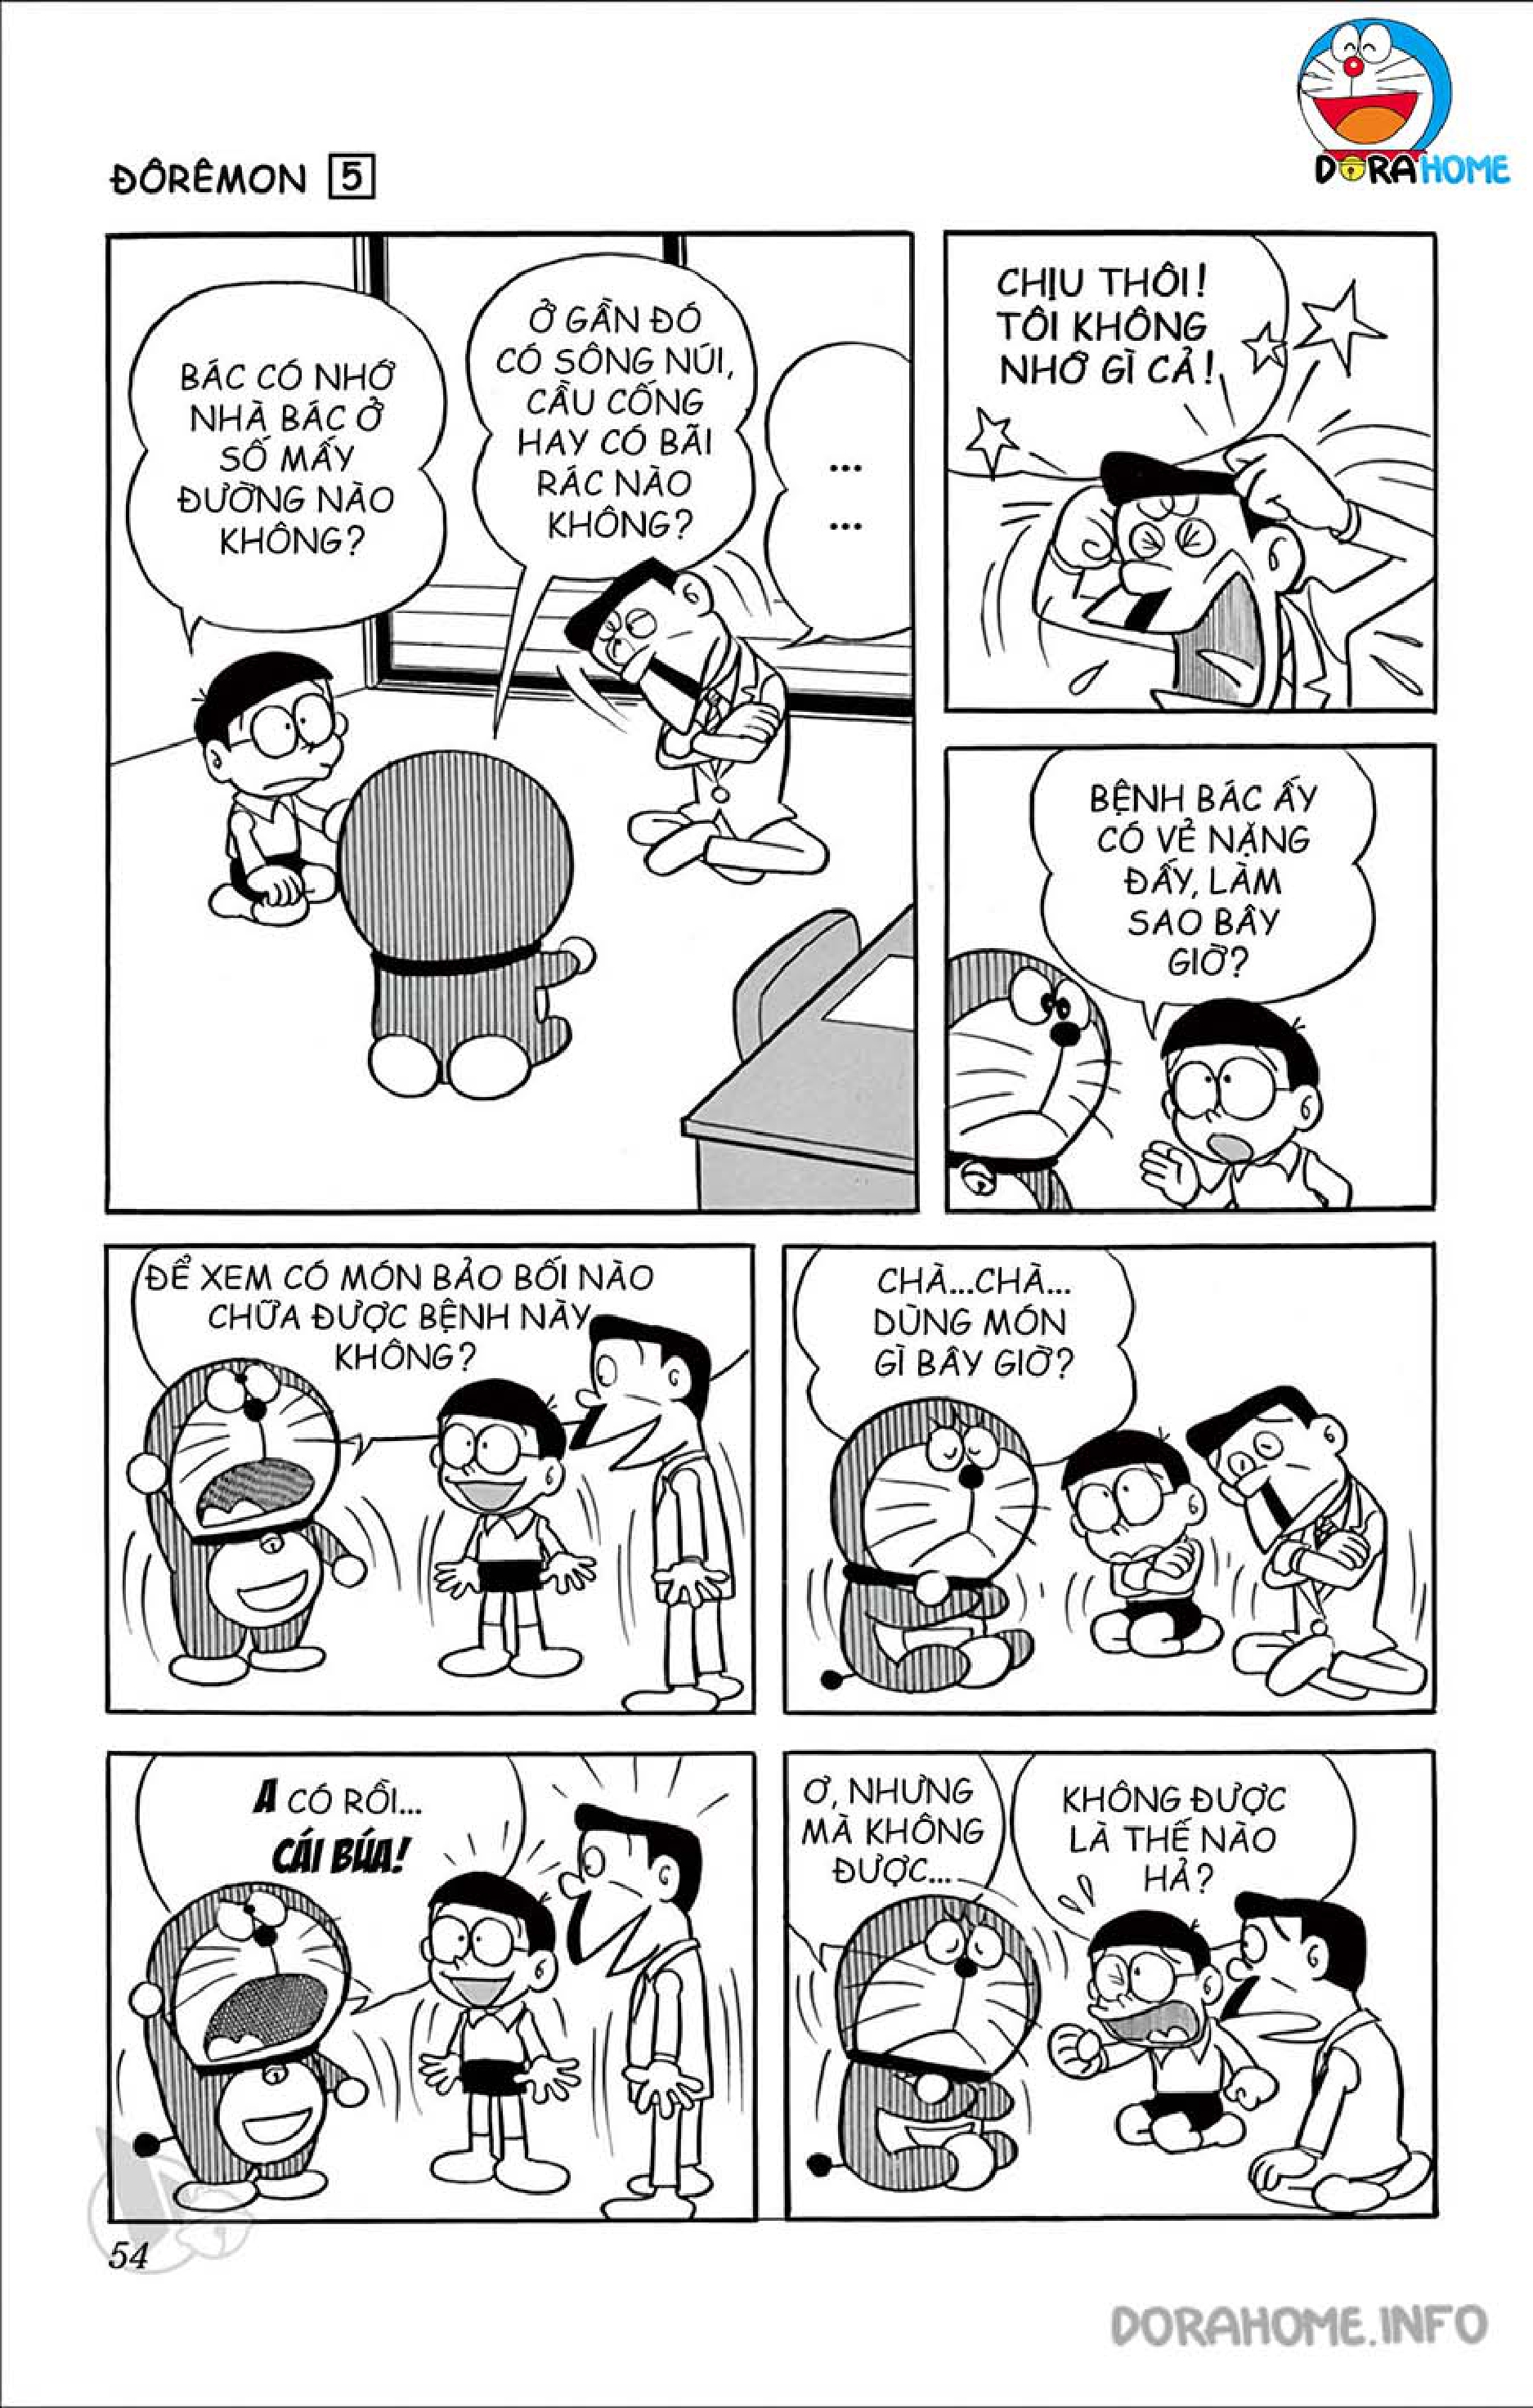 DORAHOME
ĐÔRÊMON 5
BÁC CÓ NHỚ
NHÀ BÁC Ở
SỐ MẤY
ĐƯỜNG NÀO
KHÔNG?
Ở GẦN ĐÓ
CÓ SÔNG NÚI,
CẦU CỐNG
HAY CÓ BÃI
RÁC NÀO
KHÔNG?
...
...
CHỊU THÔI!
TÔI KHÔNG
NHỚ GÌ CẢ!
BỆNH BÁC ẤY
CÓ VẺ NẶNG
ĐẤY, LÀM
SAO BÂY
GIỜ?
ĐỂ XEM CÓ MÓN BẢO BỐI NÀO
CHỮA ĐƯỢC BỆNH NÀY
KHÔNG?
CHÀ...CHÀ...
DÙNG MÓN
GÌ BÂY GIỜ?
A CÓ RỒI...
CÁI BÚA!
Ơ, NHƯNG
MÀ KHÔNG
ĐƯỢC...
KHÔNG ĐƯỢC
LÀ THẾ NÀO
HẢ?
54
DORAHOME.INFO